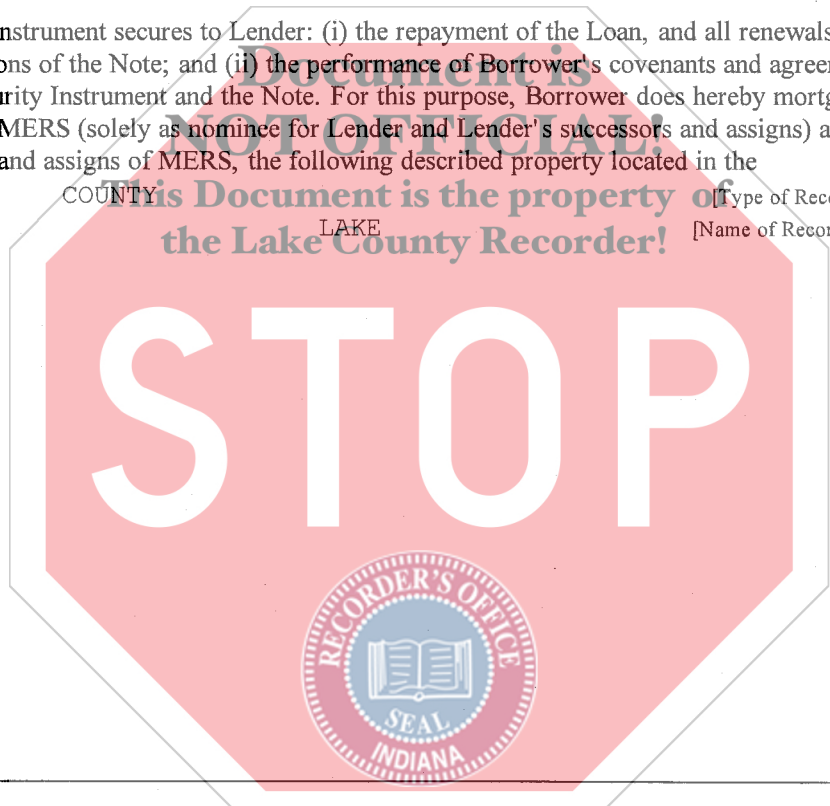 nstrument secures to Lender: (i) the repayment of the Loan, and all renewals
ons of the Note; and (ii) the performance of Borrower's covenants and agreer
Document is
rity Instrument and the Note. For this purpose, Borrower does hereby mortg
NOT OFFICIAL!
MERS (solely as nominee for Lender and Lender's successors and assigns) a
and assigns of MERS, the following described property located in the
COUNTY [Type of Reco
This Document is the property of
LAKE [Name of Recor
the Lake County Recorder!
STOP
RECORDER'S OFFICE
SEAL
INDIANA